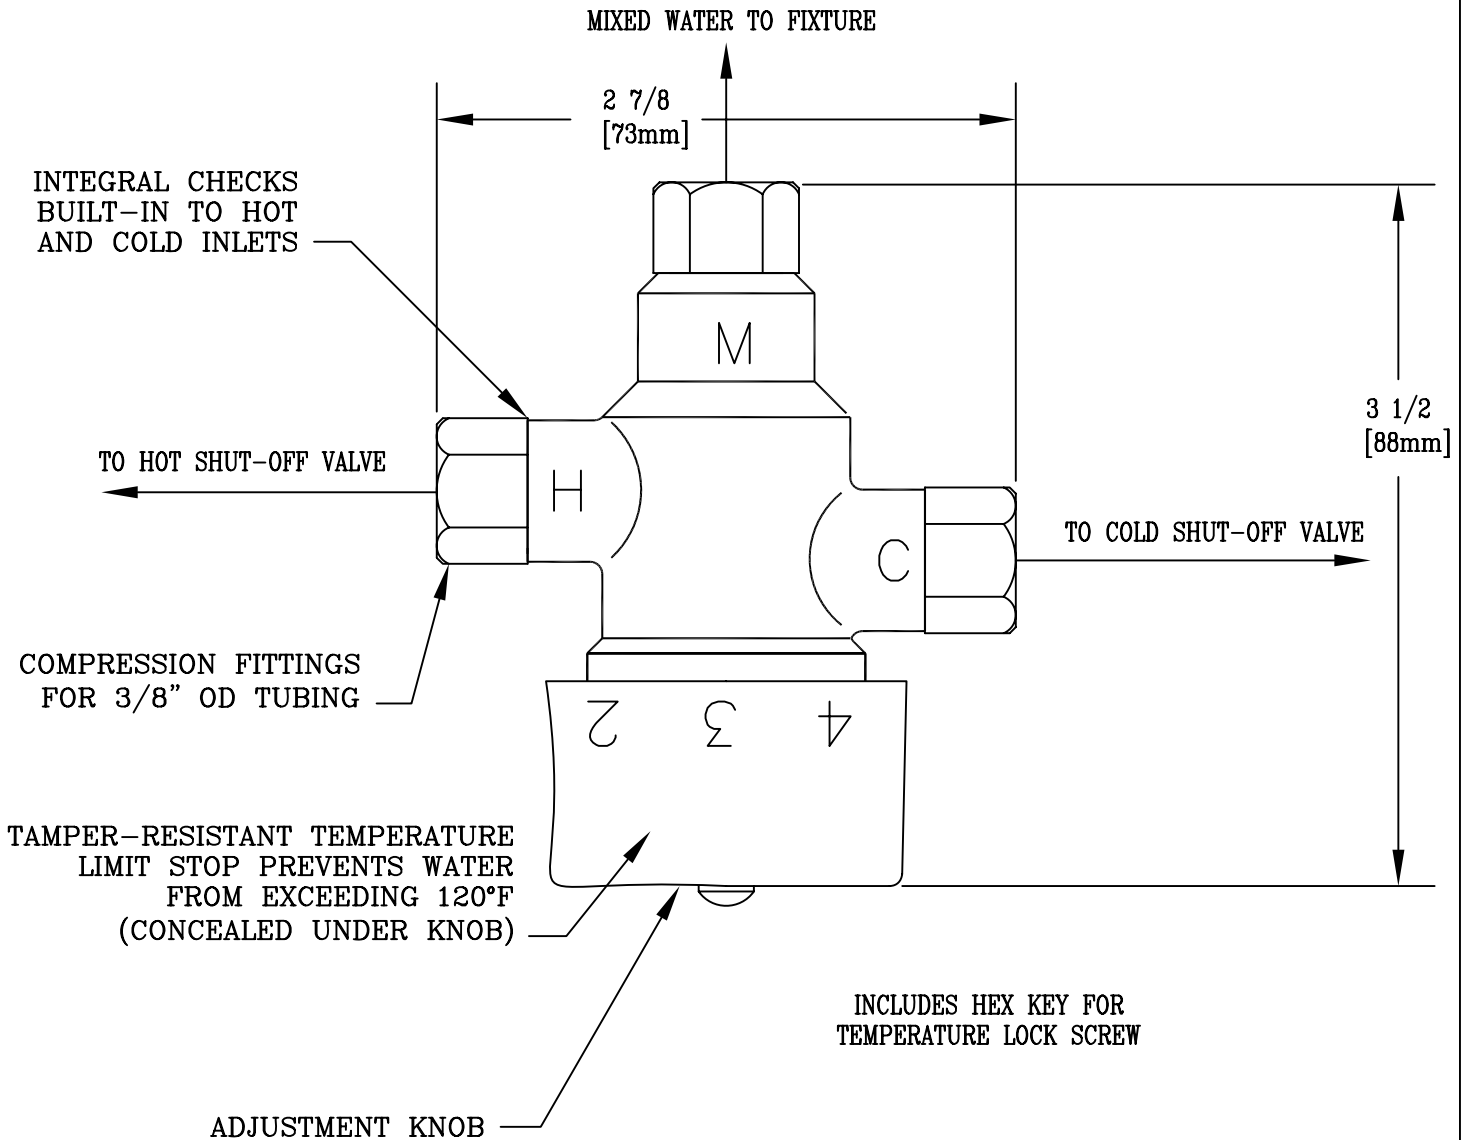 MIXED WATER TO FIXTURE
2 7/8
[73mm]
INTEGRAL CHECKS
BUILT-IN TO HOT
AND COLD INLETS
M
3 1/2
[88mm]
TO HOT SHUT-OFF VALVE
H
TO COLD SHUT-OFF VALVE
C
COMPRESSION FITTINGS
FOR 3/8" OD TUBING
2 3 4
TAMPER-RESISTANT TEMPERATURE
LIMIT STOP PREVENTS WATER
FROM EXCEEDING 120°F
(CONCEALED UNDER KNOB)
INCLUDES HEX KEY FOR
TEMPERATURE LOCK SCREW
ADJUSTMENT KNOB